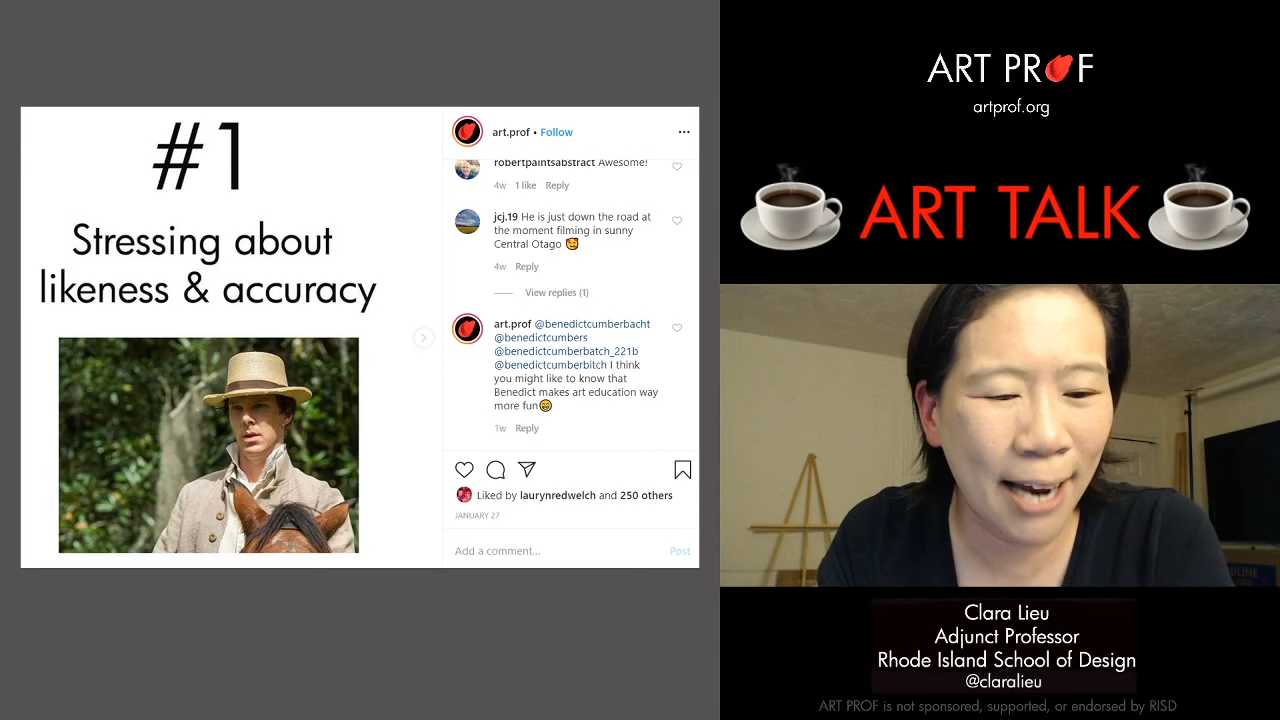 #1
Stressing about
likeness & accuracy
art.prof • Follow
robertpaintsabstract Awesome!
4w 1 like Reply
jcj.19 He is just down the road at
the moment filming in sunny
Central Otago 🥰
4w Reply
View replies (1)
art.prof @benedictcumberbacht
@benedictcumbers
@benedictcumberbatch_221b
@benedictcumberbitch I think
you might like to know that
Benedict makes art education way
more fun😄
1w Reply
Liked by laurynredwelch and 250 others
JANUARY 27
Add a comment... Post
ART PROF
artprof.org
ART TALK
Clara Lieu
Adjunct Professor
Rhode Island School of Design
@claralieu
ART PROF is not sponsored, supported, or endorsed by RISD